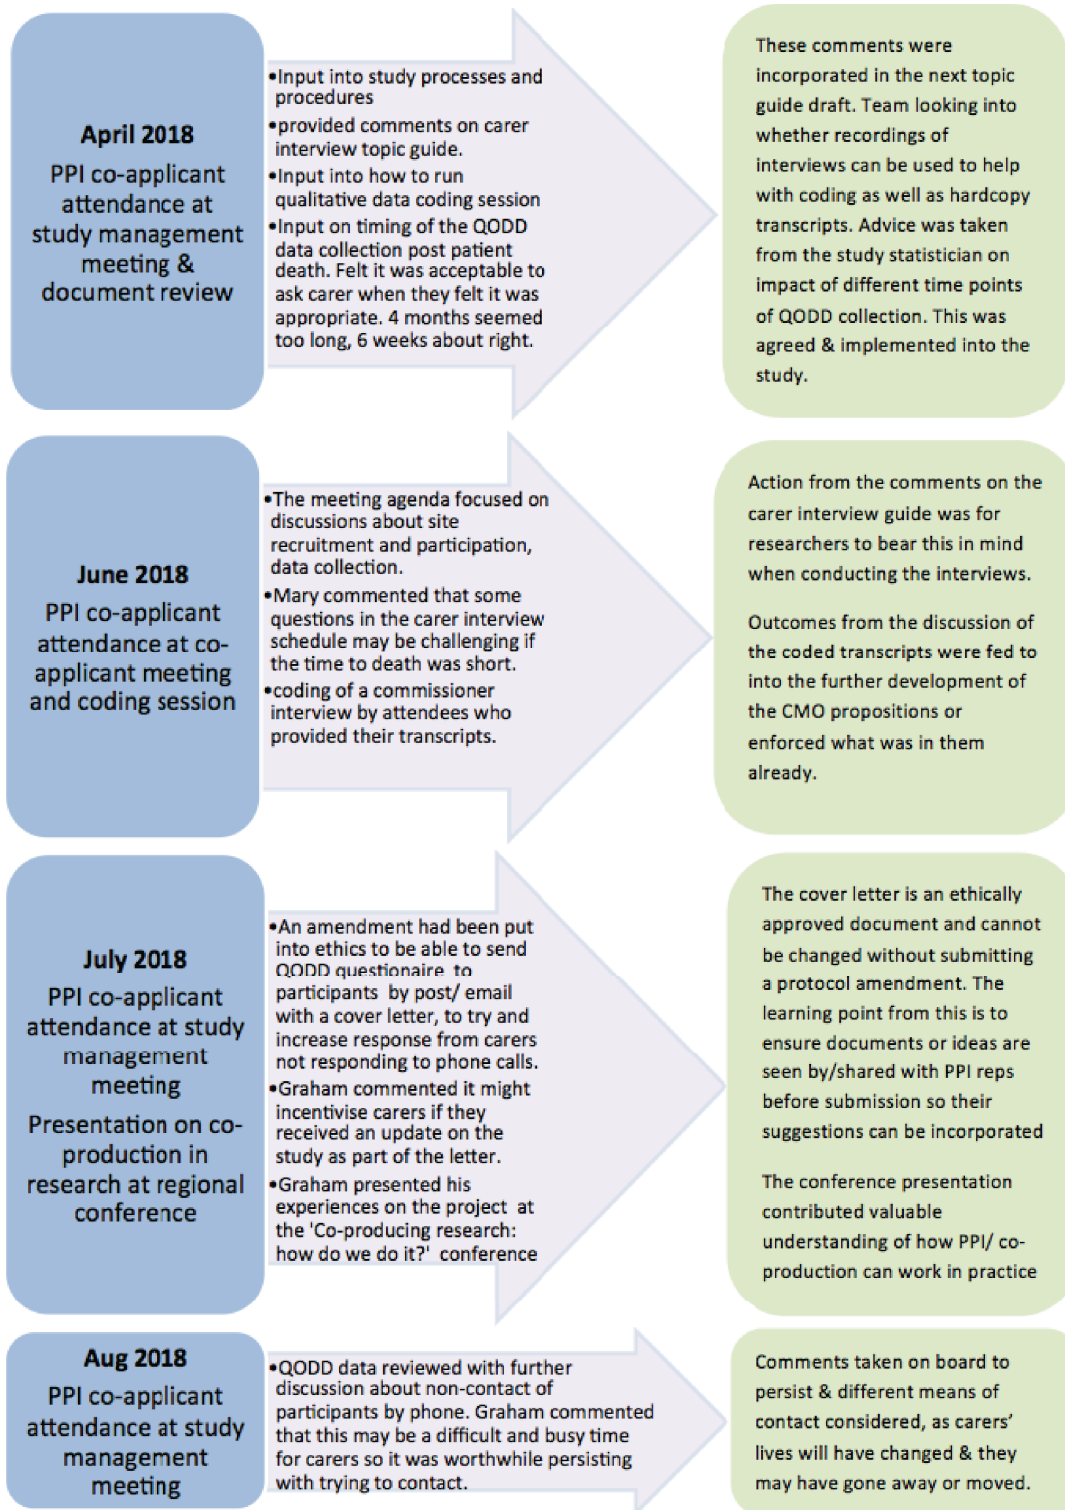 April 2018
PPI co-applicant
attendance at
study management
meeting &
document review
•Input into study processes and
procedures
•provided comments on carer
interview topic guide.
•Input into how to run
qualitative data coding session
•Input on timing of the QODD
data collection post patient
death. Felt it was acceptable to
ask carer when they felt it was
appropriate. 4 months seemed
too long, 6 weeks about right.
These comments were
incorporated in the next topic
guide draft. Team looking into
whether recordings of
interviews can be used to help
with coding as well as hardcopy
transcripts. Advice was taken
from the study statistician on
impact of different time points
of QODD collection. This was
agreed & implemented into the
study.
June 2018
PPI co-applicant
attendance at co-
applicant meeting
and coding session
•The meeting agenda focused on
discussions about site
recruitment and participation,
data collection.
•Mary commented that some
questions in the carer interview
schedule may be challenging if
the time to death was short.
•coding of a commissioner
interview by attendees who
provided their transcripts.
Action from the comments on the
carer interview guide was for
researchers to bear this in mind
when conducting the interviews.
Outcomes from the discussion of
the coded transcripts were fed to
into the further development of
the CMO propositions or
enforced what was in them
already.
July 2018
PPI co-applicant
attendance at study
management
meeting
Presentation on co-
production in
research at regional
conference
•An amendment had been put
into ethics to be able to send
QODD questionaire to
participants by post/ email
with a cover letter, to try and
increase response from carers
not responding to phone calls.
•Graham commented it might
incentivise carers if they
received an update on the
study as part of the letter.
•Graham presented his
experiences on the project at
the 'Co-producing research:
how do we do it?' conference
The cover letter is an ethically
approved document and cannot
be changed without submitting
a protocol amendment. The
learning point from this is to
ensure documents or ideas are
seen by/shared with PPI reps
before submission so their
suggestions can be incorporated
The conference presentation
contributed valuable
understanding of how PPI/ co-
production can work in practice
Aug 2018
PPI co-applicant
attendance at study
management
meeting
•QODD data reviewed with further
discussion about non-contact of
participants by phone. Graham commented
that this may be a difficult and busy time
for carers so it was worthwhile persisting
with trying to contact.
Comments taken on board to
persist & different means of
contact considered, as carers’
lives will have changed & they
may have gone away or moved.